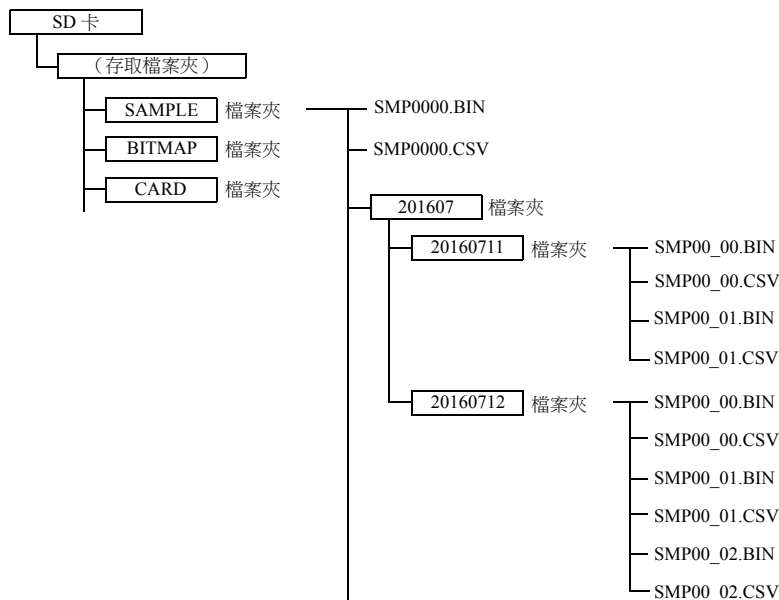 SD 卡
（存取檔案夾）
SAMPLE 檔案夾
SMP0000.BIN
BITMAP 檔案夾
SMP0000.CSV
CARD 檔案夾
201607 檔案夾
20160711 檔案夾
SMP00_00.BIN
SMP00_00.CSV
SMP00_01.BIN
SMP00_01.CSV
20160712 檔案夾
SMP00_00.BIN
SMP00_00.CSV
SMP00_01.BIN
SMP00_01.CSV
SMP00_02.BIN
SMP00_02.CSV